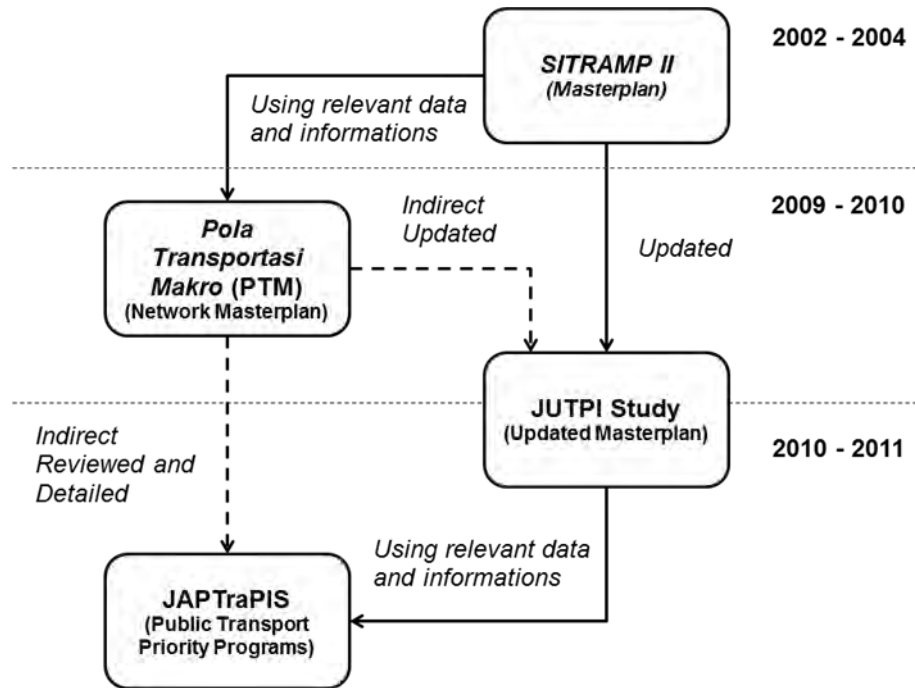 2002 - 2004
SITRAMP II
(Masterplan)
Using relevant data
and informations
2009 - 2010
Pola
Transportasi
Makro (PTM)
(Network Masterplan)
Indirect
Updated
Updated
JUTPI Study
(Updated Masterplan)
2010 - 2011
Indirect
Reviewed and
Detailed
Using relevant data
and informations
JAPTraPIS
(Public Transport
Priority Programs)